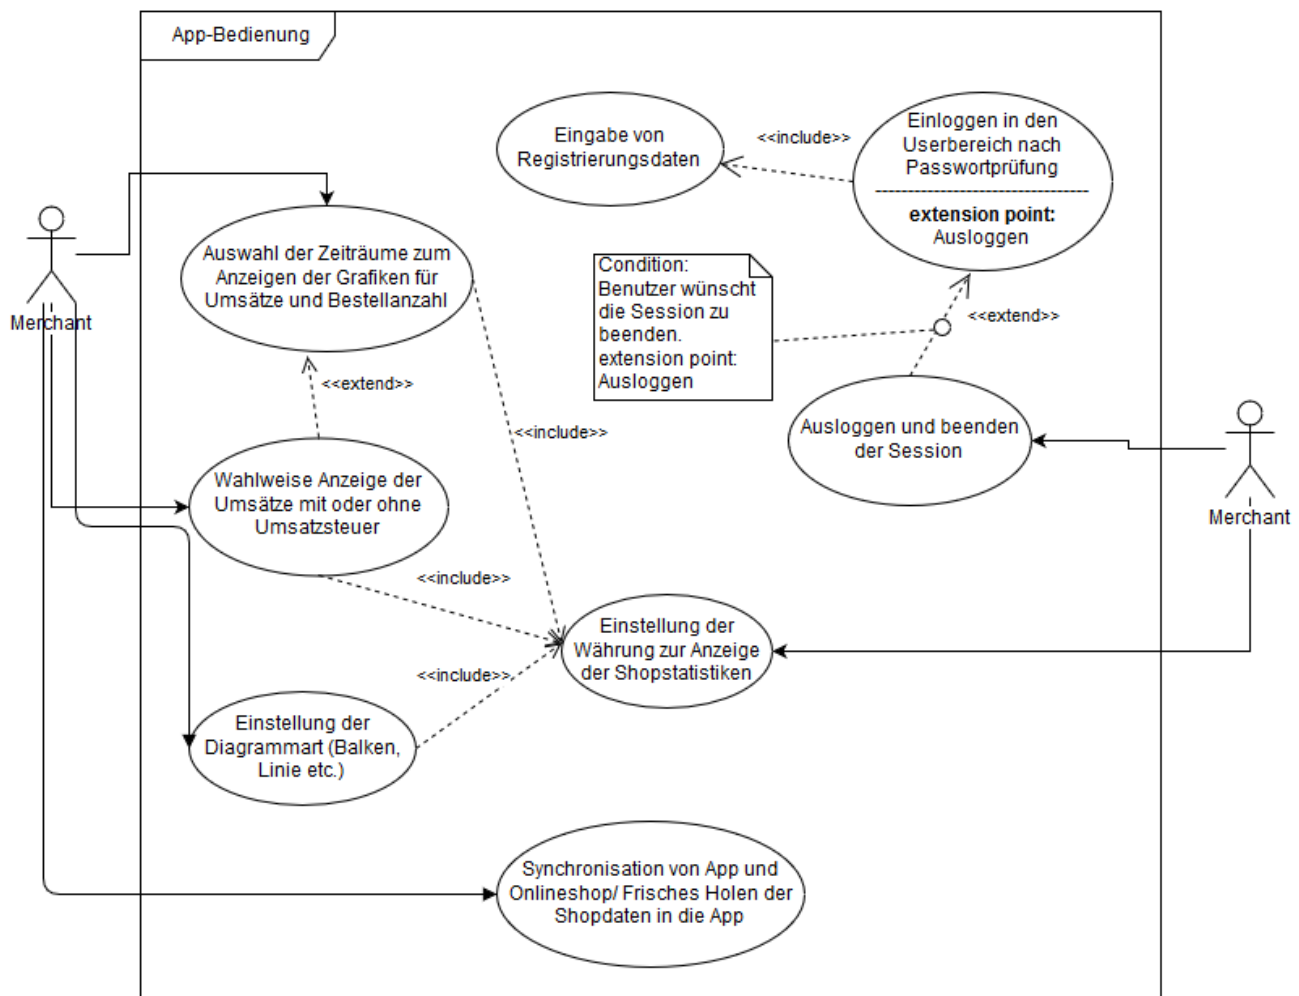 App-Bedienung
Eingabe von
Registrierungsdaten
<<include>>
Einloggen in den
Userbereich nach
Passwortprüfung
extension point:
Ausloggen
Merchant
Auswahl der Zeiträume zum
Anzeigen der Grafiken für
Umsätze und Bestellanzahl
Condition:
Benutzer wünscht
die Session zu
beenden.
extension point:
Ausloggen
<<extend>>
<<extend>>
<<include>>
Ausloggen und beenden
der Session
Merchant
Wahlweise Anzeige der
Umsätze mit oder ohne
Umsatzsteuer
<<include>>
Einstellung der
Währung zur Anzeige
der Shopstatistiken
<<include>>
Einstellung der
Diagrammart (Balken,
Linie etc.)
Synchronisation von App und
Onlineshop/ Frisches Holen der
Shopdaten in die App